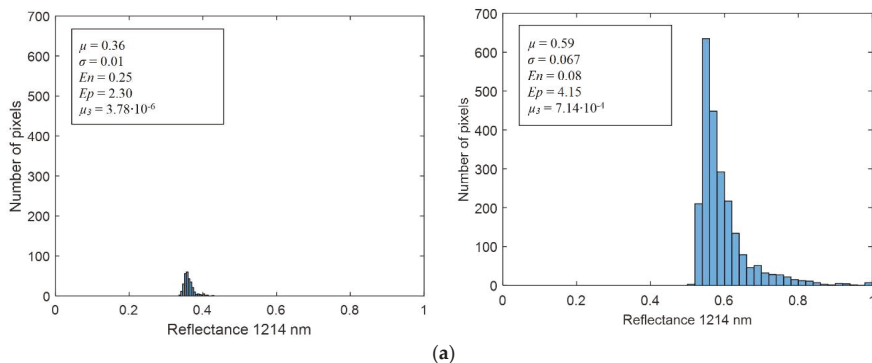 700
600
500
400
300
200
100
0
Number of pixels
μ = 0.36
σ = 0.01
En = 0.25
Ep = 2.30
μ₃ = 3.78·10⁻⁶
0 0.2 0.4 0.6 0.8 1
Reflectance 1214 nm
700
600
500
400
300
200
100
0
Number of pixels
μ = 0.59
σ = 0.067
En = 0.08
Ep = 4.15
μ₃ = 7.14·10⁻⁴
0 0.2 0.4 0.6 0.8 1
Reflectance 1214 nm
(a)